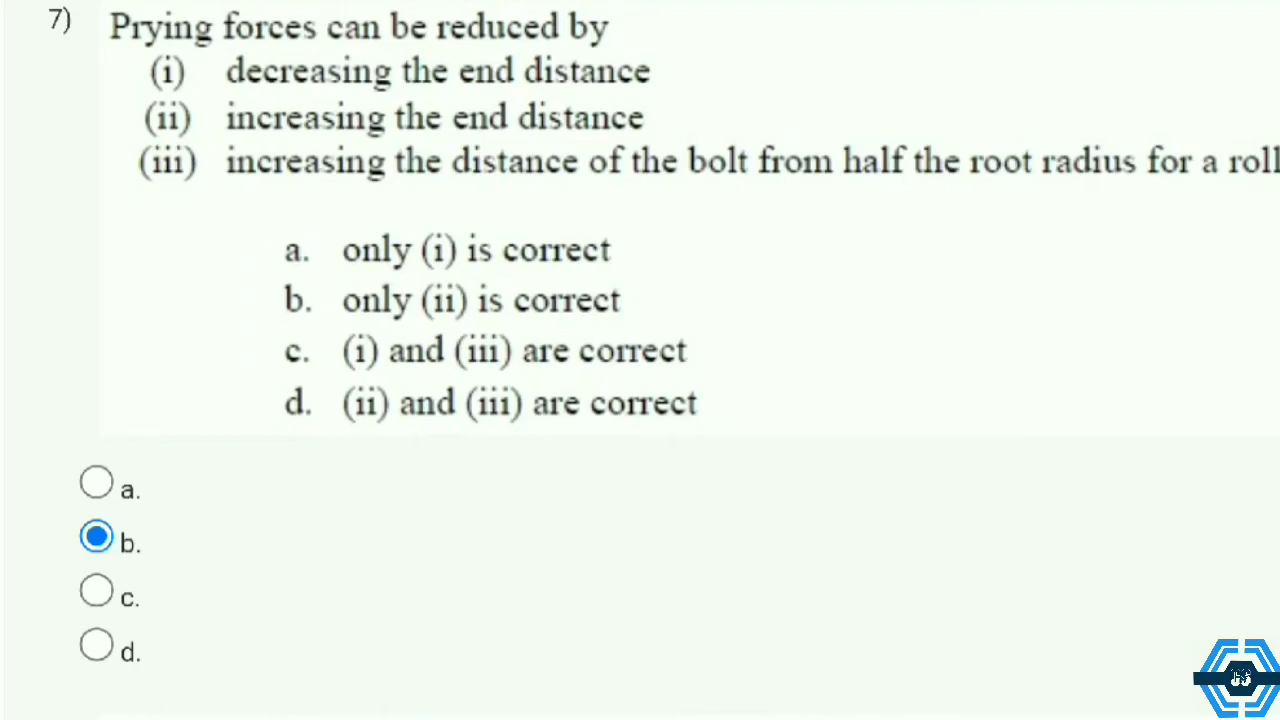 7) Prying forces can be reduced by
(i) decreasing the end distance
(ii) increasing the end distance
(iii) increasing the distance of the bolt from half the root radius for a roll
a. only (i) is correct
b. only (ii) is correct
c. (i) and (iii) are correct
d. (ii) and (iii) are correct
a.
b.
c.
d.